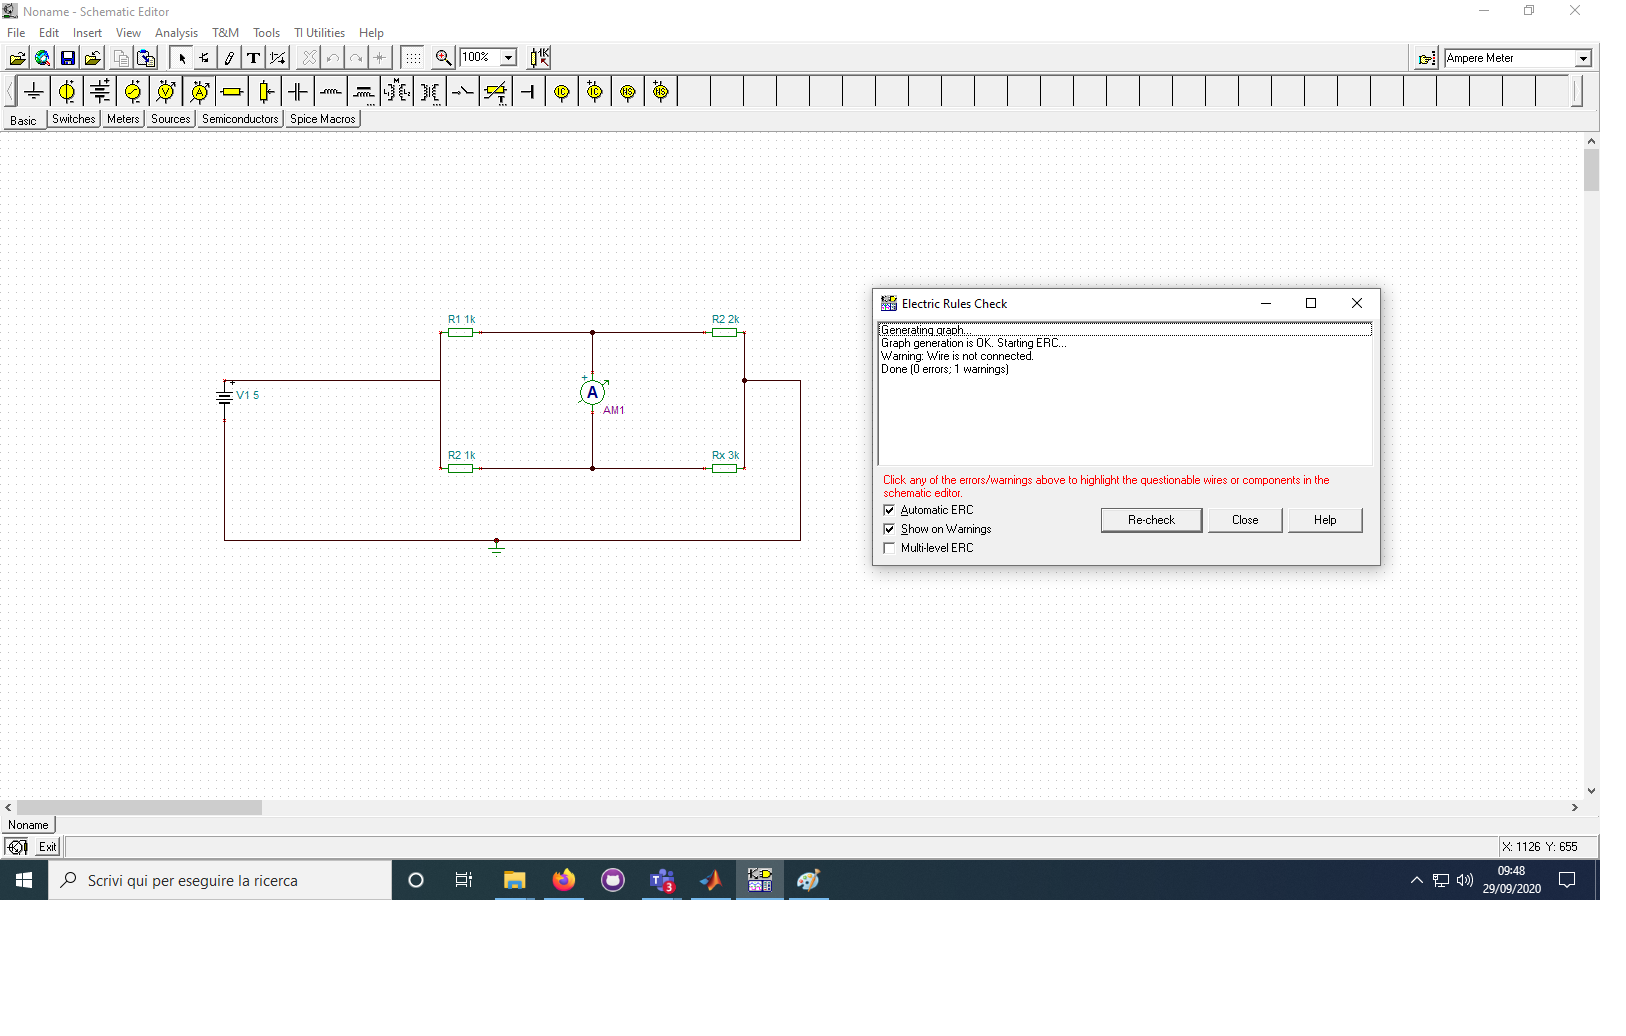 Noname - Schematic Editor
File Edit Insert View Analysis T&M Tools TI Utilities Help
100%
1K
Ampere Meter
Basic Switches Meters Sources Semiconductors Spice Macros
R1 1k
R2 2k
+
V1 5
+
A
AM1
R2 1k
Rx 3k
Electric Rules Check
Generating graph...
Graph generation is OK. Starting ERC...
Warning: Wire is not connected.
Done (0 errors; 1 warnings)
Click any of the errors/warnings above to highlight the questionable wires or components in the
schematic editor.
Automatic ERC
Show on Warnings
Multi-level ERC
Re-check Close Help
Noname
Exit
X: 1126 Y: 655
Scrivi qui per eseguire la ricerca
3
09:48
29/09/2020